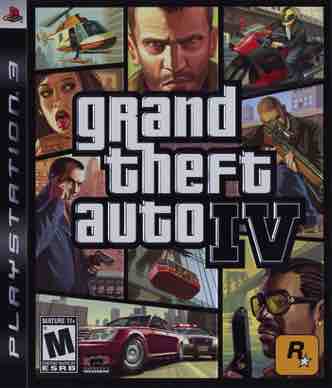 PLAYSTATION 3
grand
theft
auto
IV
MATURE 17+
M
ESRB
R